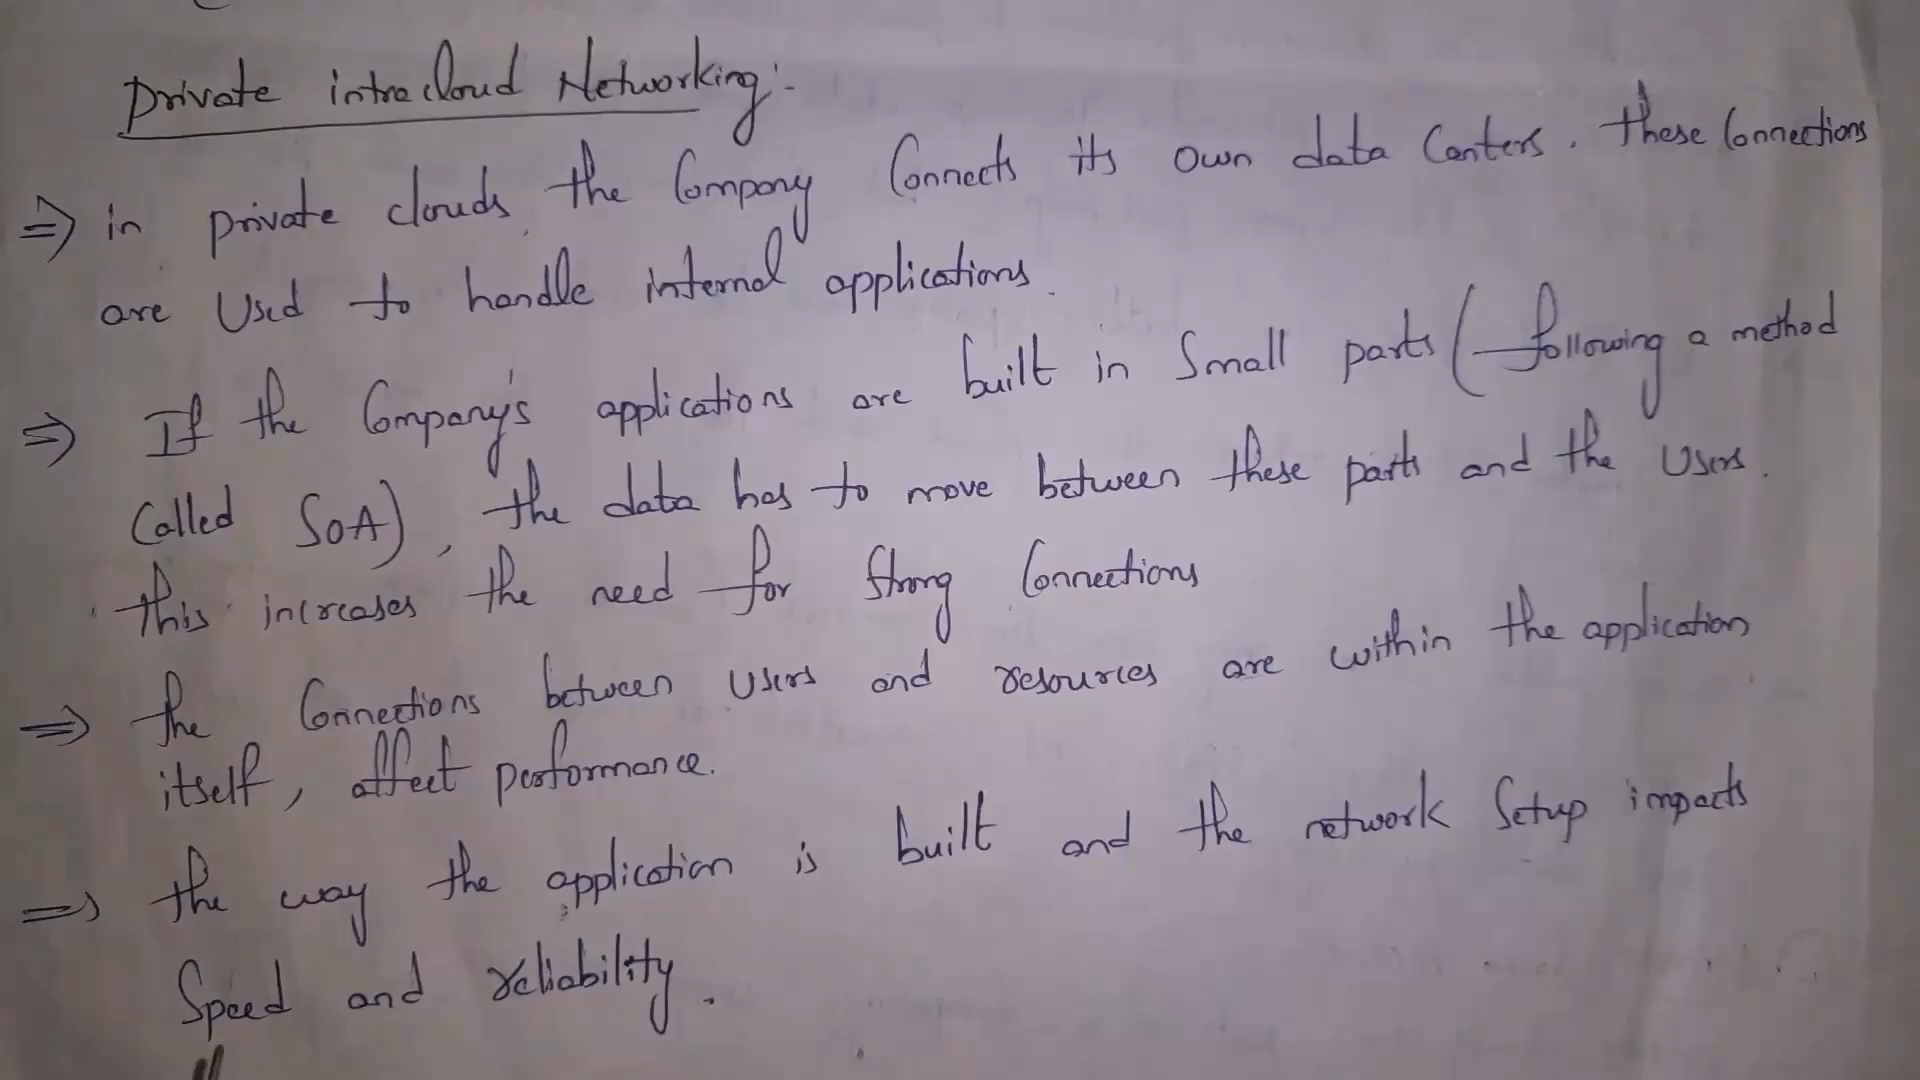 Private intracloud Networking:-
=> in private clouds, the Company Connects its own data Centers. These Connections
are Used to handle internal applications.
=> If the Company's applications are built in Small parts (following a method
Called SOA), the data has to move between these parts and the Users.
this increases the need for Strong Connections
=> the Connections between Users and resources are within the application
itself, affect performance.
=> the way the application is built and the network Setup impacts
Speed and reliability.